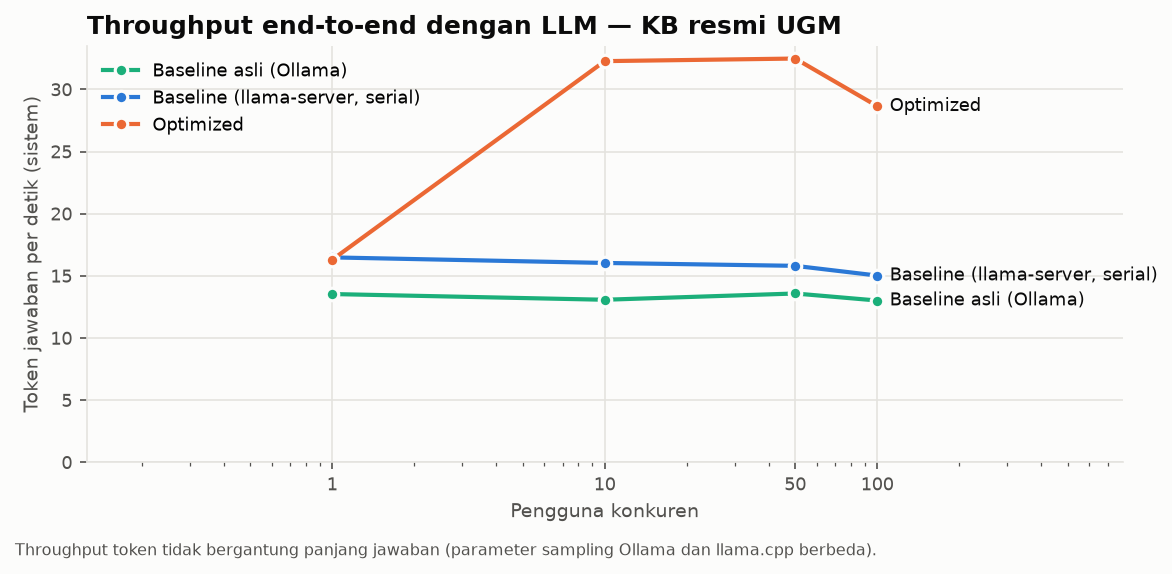 Throughput end-to-end dengan LLM — KB resmi UGM
Baseline asli (Ollama)
Baseline (llama-server, serial)
Optimized
Token jawaban per detik (sistem)
30
25
20
15
10
5
0
Optimized
Baseline (llama-server, serial)
Baseline asli (Ollama)
1 10 50 100
Pengguna konkuren
Throughput token tidak bergantung panjang jawaban (parameter sampling Ollama dan llama.cpp berbeda).